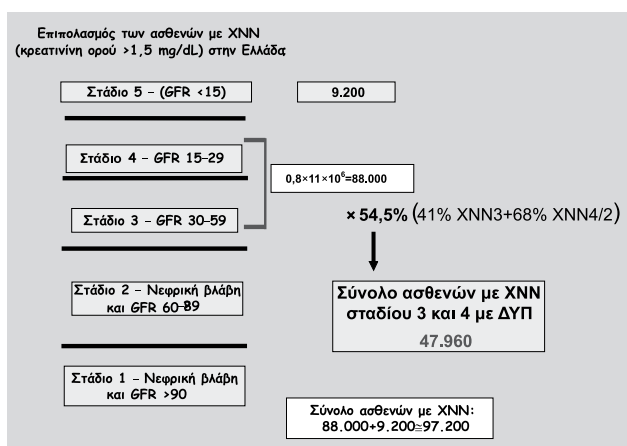 Επιπολασμός των ασθενών με ΧΝΝ
(κρεατινίνη ορού >1,5 mg/dL) στην Ελλάδα:
Στάδιο 5 – (GFR <15)
9.200
Στάδιο 4 – GFR 15–29
0,8×11×10⁶=88.000
Στάδιο 3 – GFR 30–59
× 54,5% (41% ΧΝΝ3+68% ΧΝΝ4/2)
Στάδιο 2 – Νεφρική βλάβη
και GFR 60–89
Σύνολο ασθενών με ΧΝΝ
σταδίου 3 και 4 με ΔΥΠ
47.960
Στάδιο 1 – Νεφρική βλάβη
και GFR >90
Σύνολο ασθενών με ΧΝΝ:
88.000+9.200≅97.200